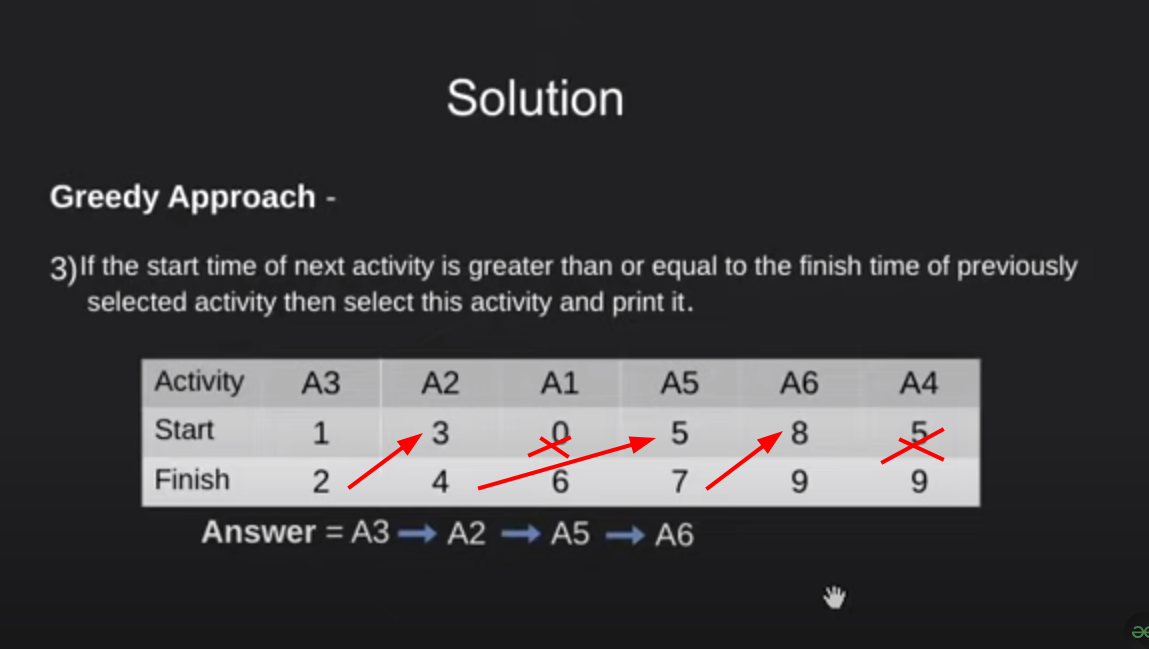 Solution
Greedy Approach -
3)If the start time of next activity is greater than or equal to the finish time of previously
selected activity then select this activity and print it.
Activity A3 A2 A1 A5 A6 A4
Start 1 3 0 5 8 5
Finish 2 4 6 7 9 9
Answer = A3 → A2 → A5 → A6